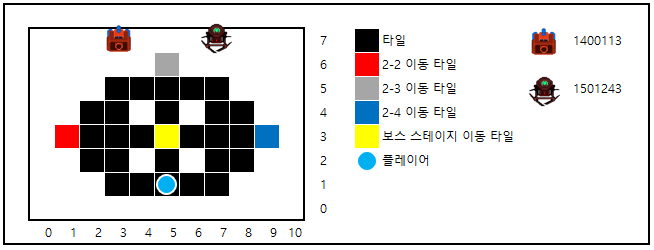 7 타일 1400113
6 2-2 이동 타일
5 2-3 이동 타일 1501243
4 2-4 이동 타일
3 보스 스테이지 이동 타일
2 플레이어
1
0
0 1 2 3 4 5 6 7 8 9 10